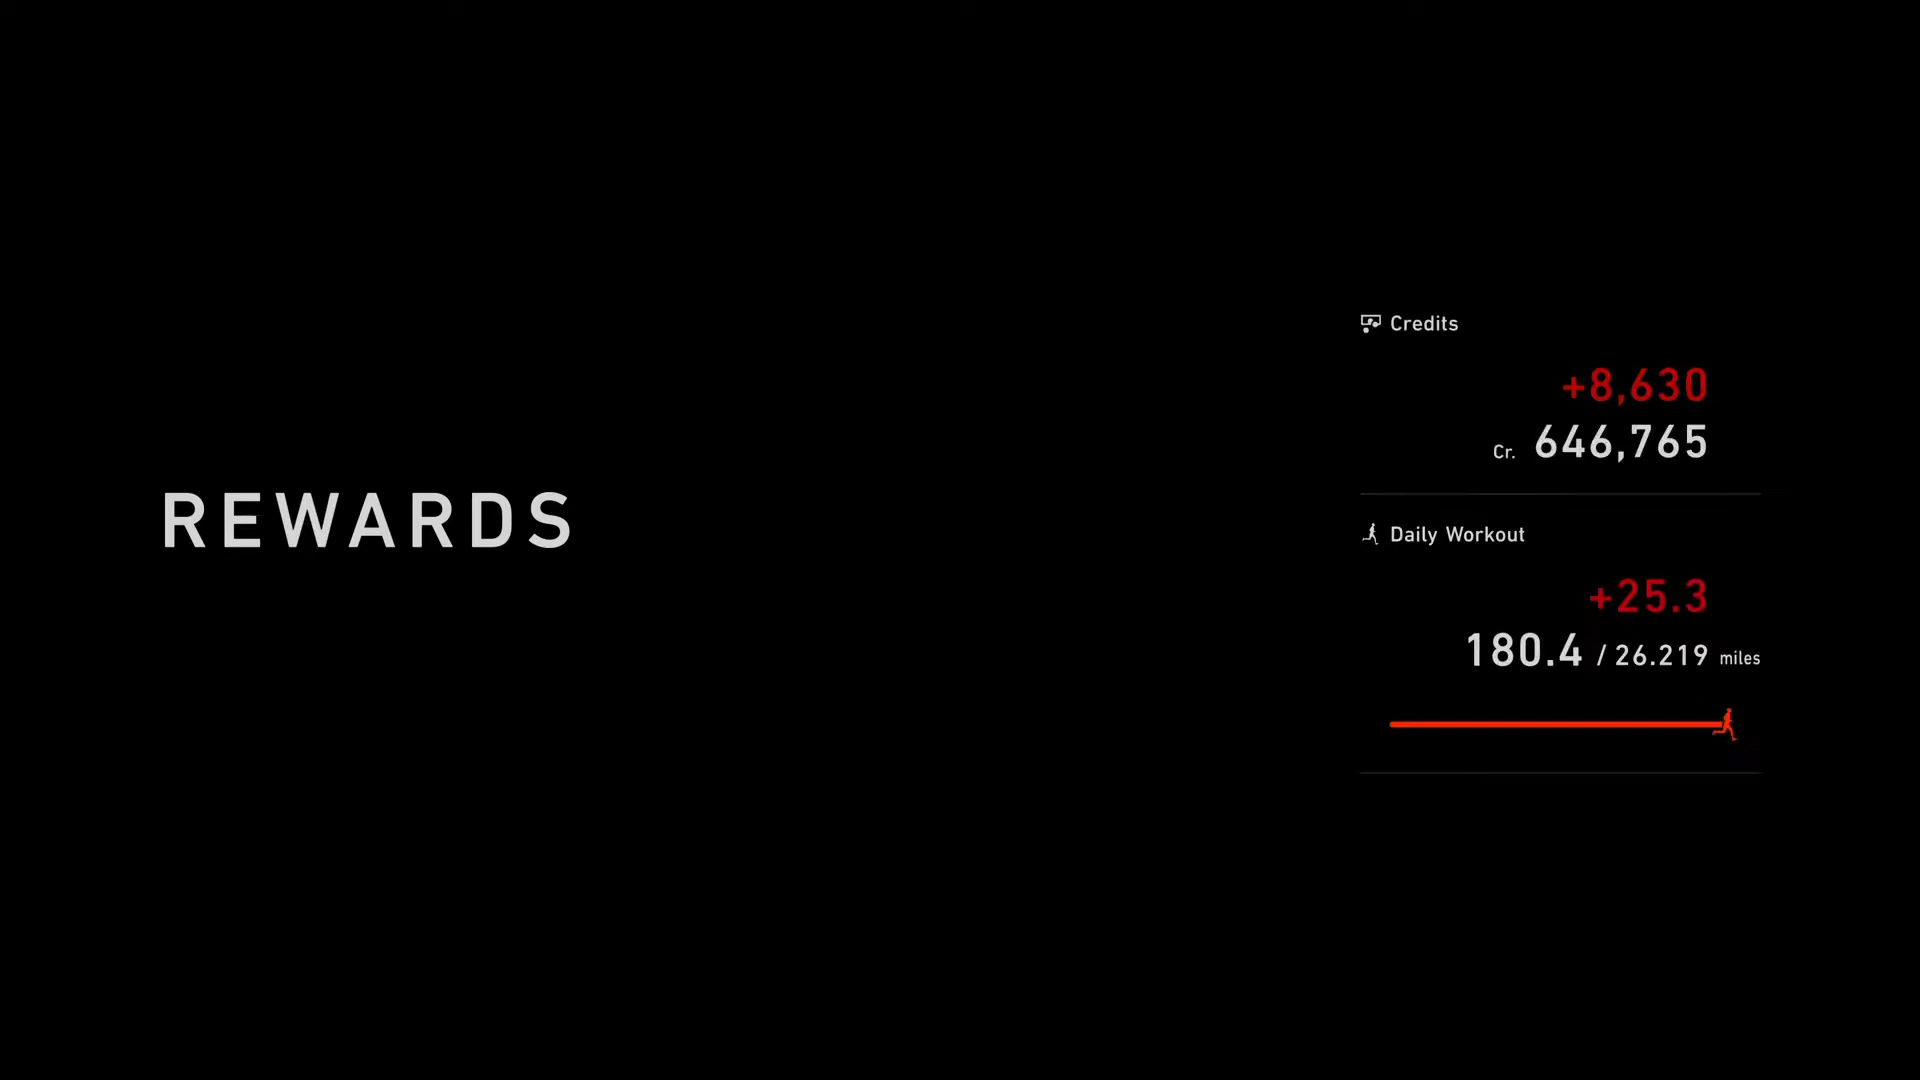 REWARDS
Credits
+8,630
Cr. 646,765
Daily Workout
+25.3
180.4 / 26.219 miles